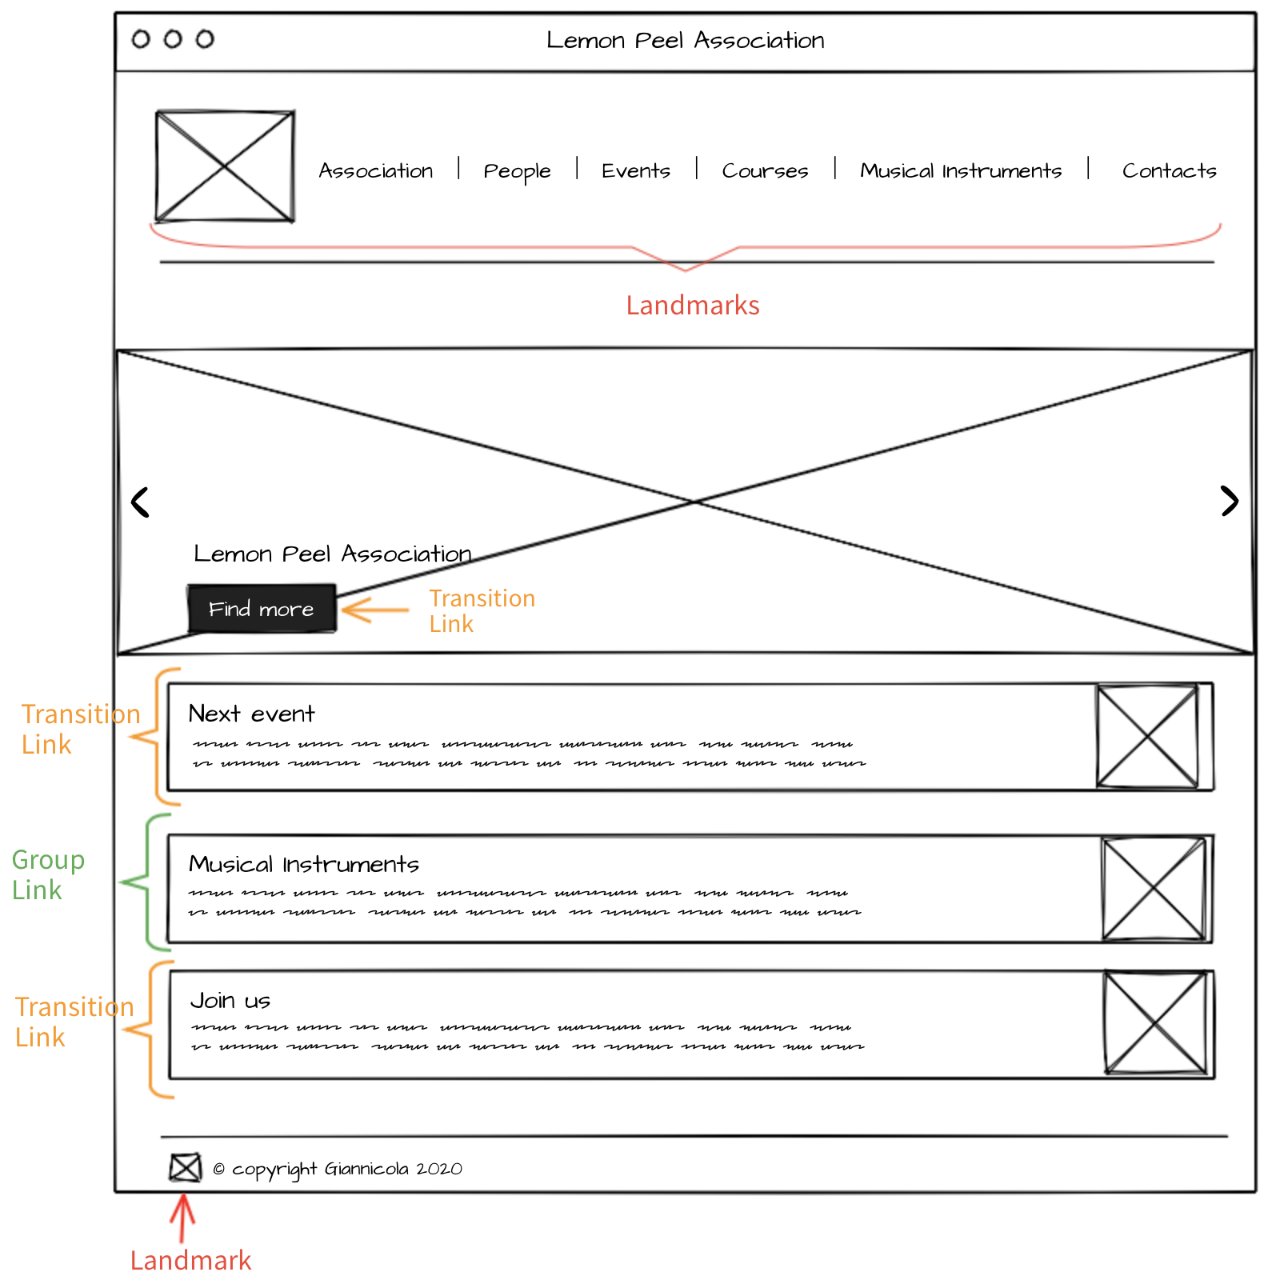 Lemon Peel Association
Association | People | Events | Courses | Musical Instruments | Contacts
Landmarks
Lemon Peel Association
Find more
Transition
Link
Transition
Link
Next event
Group
Link
Musical Instruments
Transition
Link
Join us
© copyright Giannicola 2020
Landmark